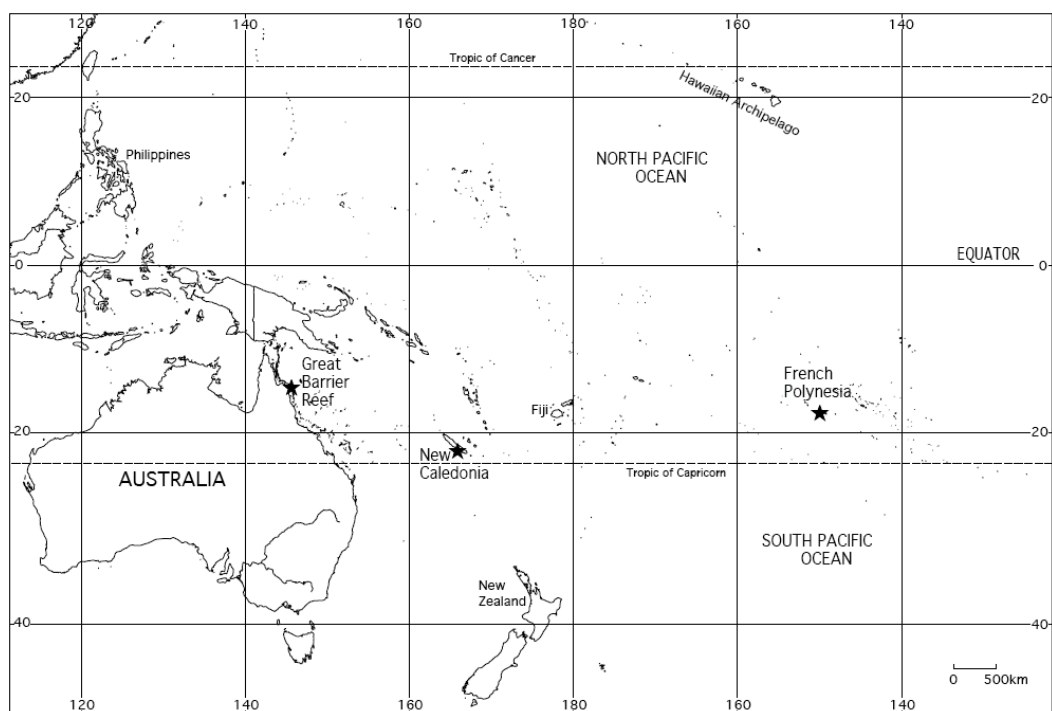 120
140
160
180
160
140
Tropic of Cancer
20
20
Hawaiian Archipelago
Philippines
NORTH PACIFIC
OCEAN
EQUATOR
0
0
Great
Barrier
Reef
French
Polynesia
Fiji
20
20
New
Caledonia
Tropic of Capricorn
AUSTRALIA
SOUTH PACIFIC
OCEAN
New
Zealand
40
40
0 500km
120
140
160
180
160
140